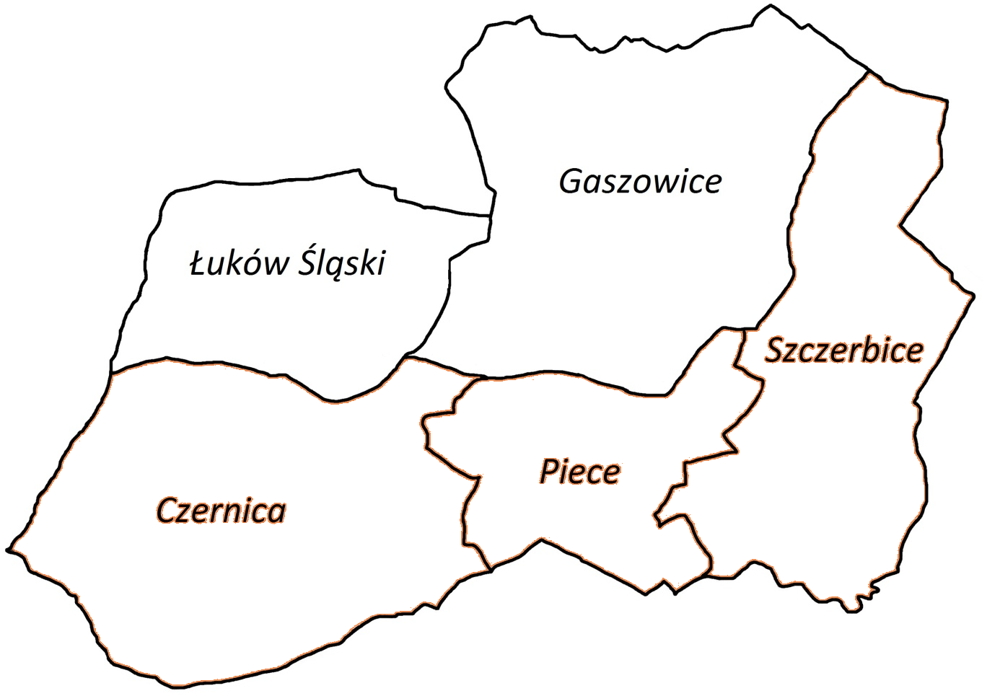 Gaszowice
Łuków Śląski
Szczerbice
Piece
Czernica